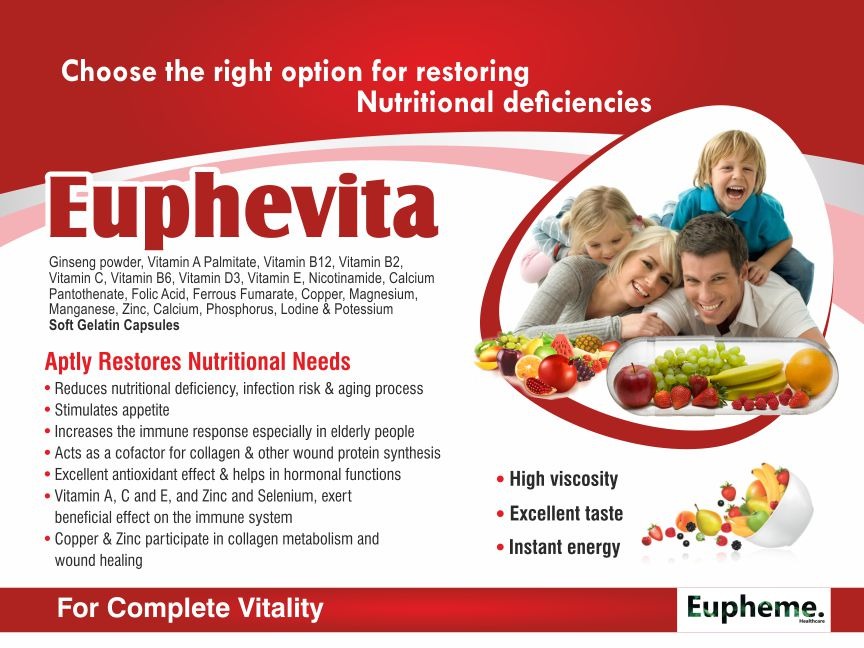 Choose the right option for restoring
Nutritional deficiencies
Euphevita
Ginseng powder, Vitamin A Palmitate, Vitamin B12, Vitamin B2,
Vitamin C, Vitamin B6, Vitamin D3, Vitamin E, Nicotinamide, Calcium
Pantothenate, Folic Acid, Ferrous Fumarate, Copper, Magnesium,
Manganese, Zinc, Calcium, Phosphorus, Lodine & Potessium
Soft Gelatin Capsules
Aptly Restores Nutritional Needs
• Reduces nutritional deficiency, infection risk & aging process
• Stimulates appetite
• Increases the immune response especially in elderly people
• Acts as a cofactor for collagen & other wound protein synthesis
• Excellent antioxidant effect & helps in hormonal functions
• Vitamin A, C and E, and Zinc and Selenium, exert
beneficial effect on the immune system
• Copper & Zinc participate in collagen metabolism and
wound healing
• High viscosity
• Excellent taste
• Instant energy
For Complete Vitality
Eupheme.
Healthcare